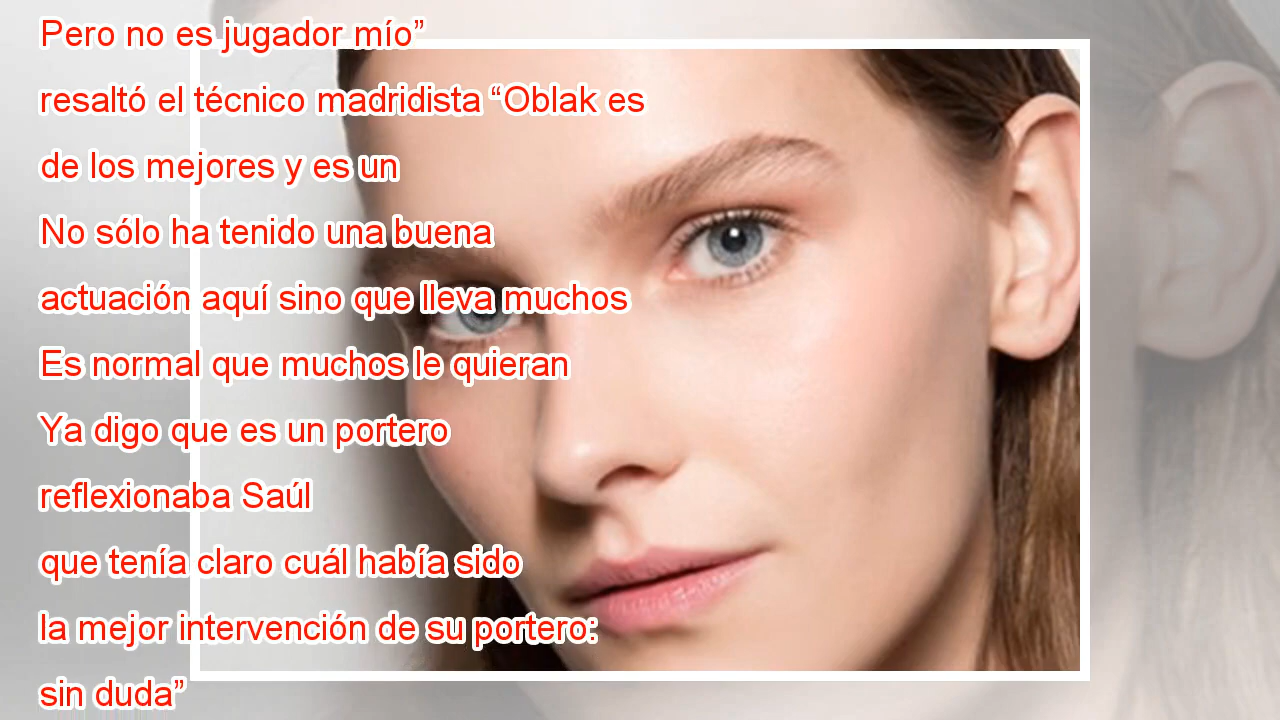 Pero no es jugador mío”
resaltó el técnico madridista “Oblak es
de los mejores y es un
No sólo ha tenido una buena
actuación aquí sino que lleva muchos
Es normal que muchos le quieran
Ya digo que es un portero
reflexionaba Saúl
que tenía claro cuál había sido
la mejor intervención de su portero:
sin duda”